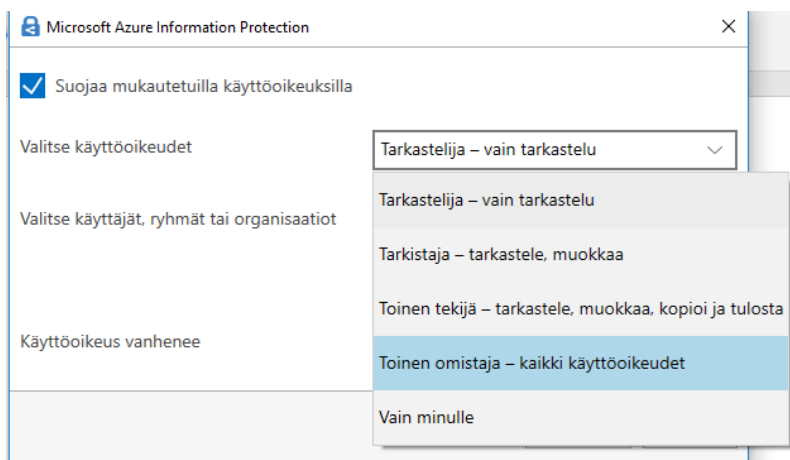 Microsoft Azure Information Protection
Suojaa mukautetuilla käyttöoikeuksilla
Valitse käyttöoikeudet
Tarkastelija – vain tarkastelu
Tarkastelija – vain tarkastelu
Valitse käyttäjät, ryhmät tai organisaatiot
Tarkistaja – tarkastele, muokkaa
Toinen tekijä – tarkastele, muokkaa, kopioi ja tulosta
Käyttöoikeus vanhenee
Toinen omistaja – kaikki käyttöoikeudet
Vain minulle